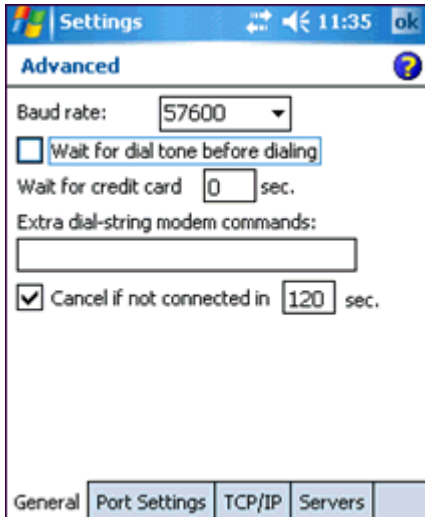 Settings 11:35 ok
Advanced ?
Baud rate: 57600
Wait for dial tone before dialing
Wait for credit card 0 sec.
Extra dial-string modem commands:
Cancel if not connected in 120 sec.
General Port Settings TCP/IP Servers